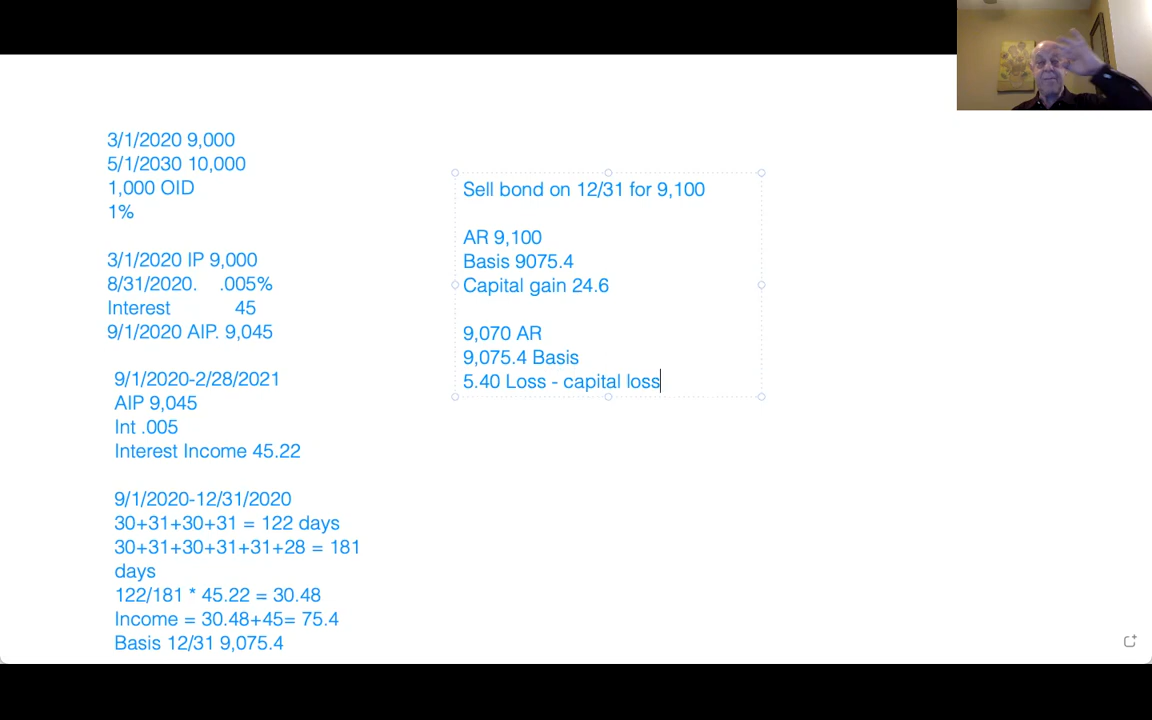 3/1/2020 9,000
5/1/2030 10,000
1,000 OID
1%
3/1/2020 IP 9,000
8/31/2020. .005%
Interest 45
9/1/2020 AIP. 9,045
9/1/2020-2/28/2021
AIP 9,045
Int .005
Interest Income 45.22
9/1/2020-12/31/2020
30+31+30+31 = 122 days
30+31+30+31+31+28 = 181
days
122/181 * 45.22 = 30.48
Income = 30.48+45= 75.4
Basis 12/31 9,075.4
Sell bond on 12/31 for 9,100
AR 9,100
Basis 9075.4
Capital gain 24.6
9,070 AR
9,075.4 Basis
5.40 Loss - capital loss